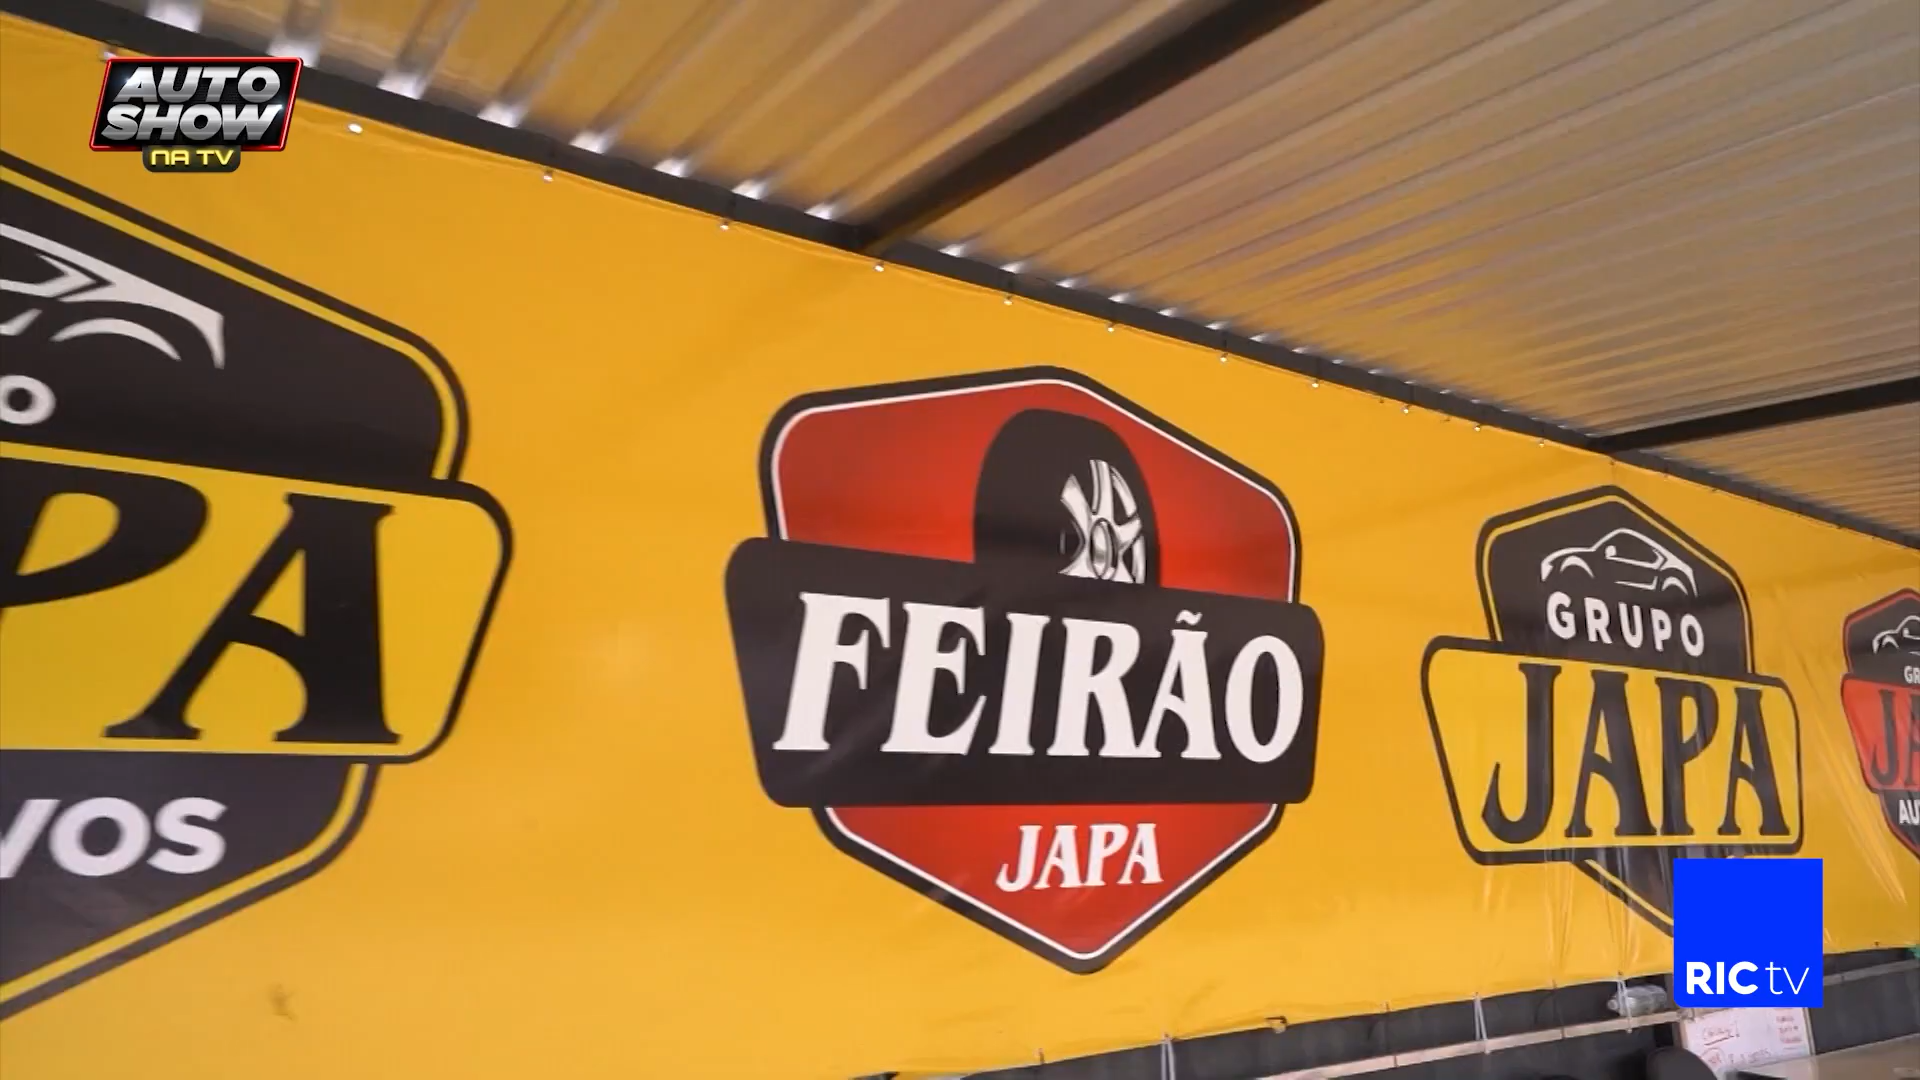 AUTO
SHOW
NA TV
PA
VOS
FEIRÃO
JAPA
GRUPO
JAPA
RIC tv